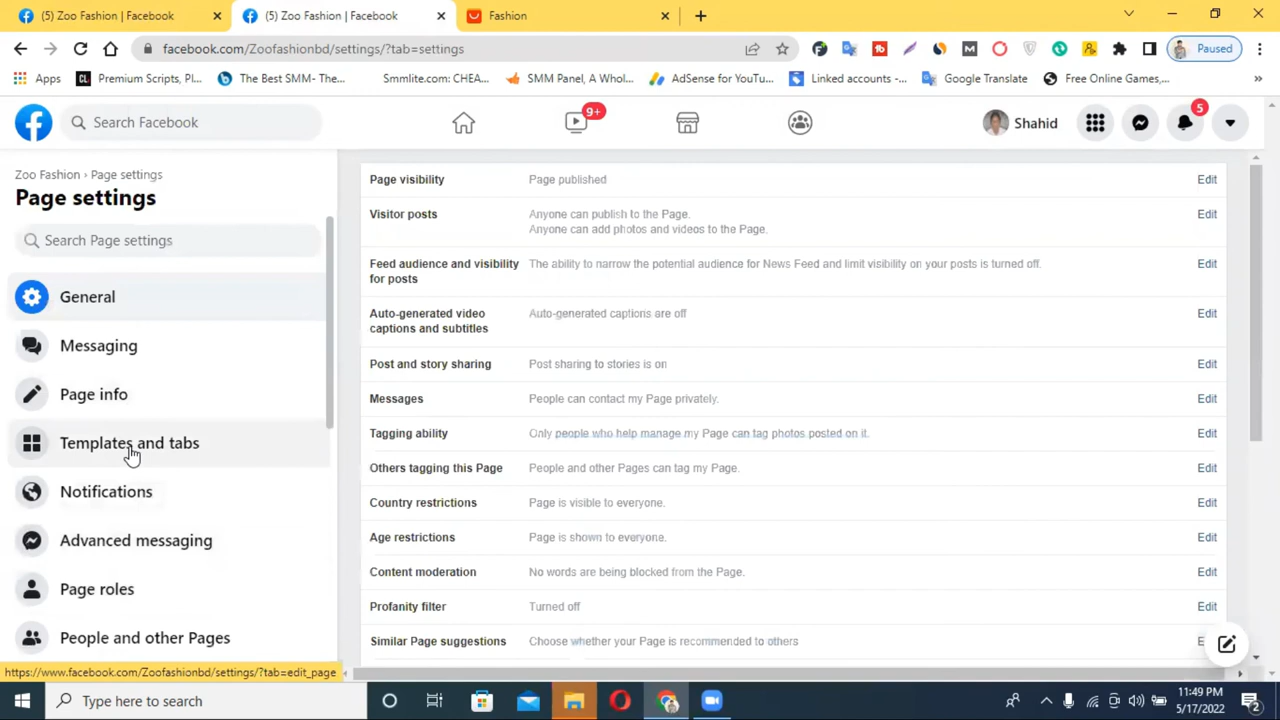 (5) Zoo Fashion | Facebook
(5) Zoo Fashion | Facebook
Fashion
facebook.com/Zoofashionbd/settings/?tab=settings
Paused
Apps
Premium Scripts, Pl...
The Best SMM- The...
Smmlite.com: CHEA...
SMM Panel, A Whol...
AdSense for YouTu...
Linked accounts -...
Google Translate
Free Online Games,...
Search Facebook
9+
Shahid
5
Zoo Fashion › Page settings
Page settings
Search Page settings
General
Messaging
Page info
Templates and tabs
Notifications
Advanced messaging
Page roles
People and other Pages
Page visibility
Page published
Edit
Visitor posts
Anyone can publish to the Page.
Anyone can add photos and videos to the Page.
Edit
Feed audience and visibility
for posts
The ability to narrow the potential audience for News Feed and limit visibility on your posts is turned off.
Edit
Auto-generated video
captions and subtitles
Auto-generated captions are off
Edit
Post and story sharing
Post sharing to stories is on
Edit
Messages
People can contact my Page privately.
Edit
Tagging ability
Only people who help manage my Page can tag photos posted on it.
Edit
Others tagging this Page
People and other Pages can tag my Page.
Edit
Country restrictions
Page is visible to everyone.
Edit
Age restrictions
Page is shown to everyone.
Edit
Content moderation
No words are being blocked from the Page.
Edit
Profanity filter
Turned off
Edit
Similar Page suggestions
Choose whether your Page is recommended to others
https://www.facebook.com/Zoofashionbd/settings/?tab=edit_page
Type here to search
11:49 PM
5/17/2022
2